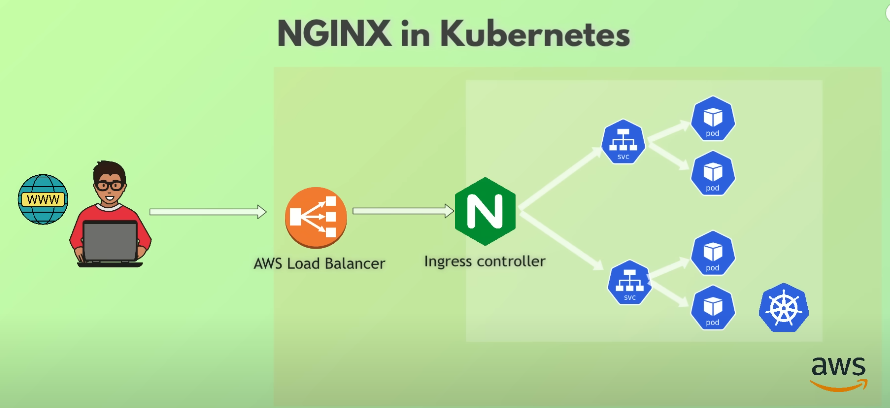 NGINX in Kubernetes
WWW
AWS Load Balancer
N
Ingress controller
svc
pod
pod
svc
pod
pod
aws